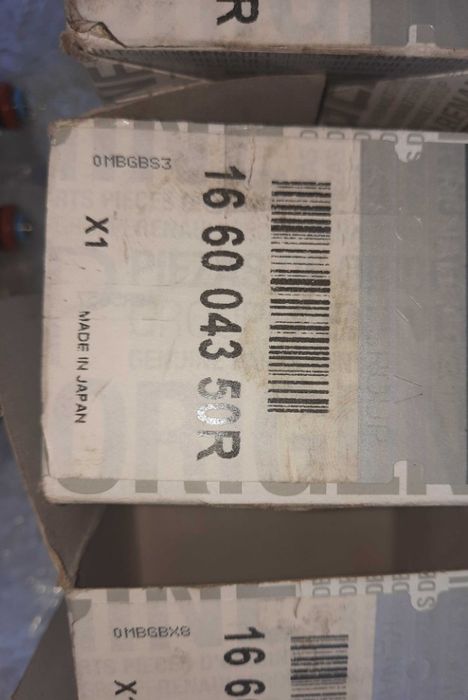 R
0MBGBS3
16 60 043 50R
X1
MADE IN JAPAN
0MBGBX8
16 6
X